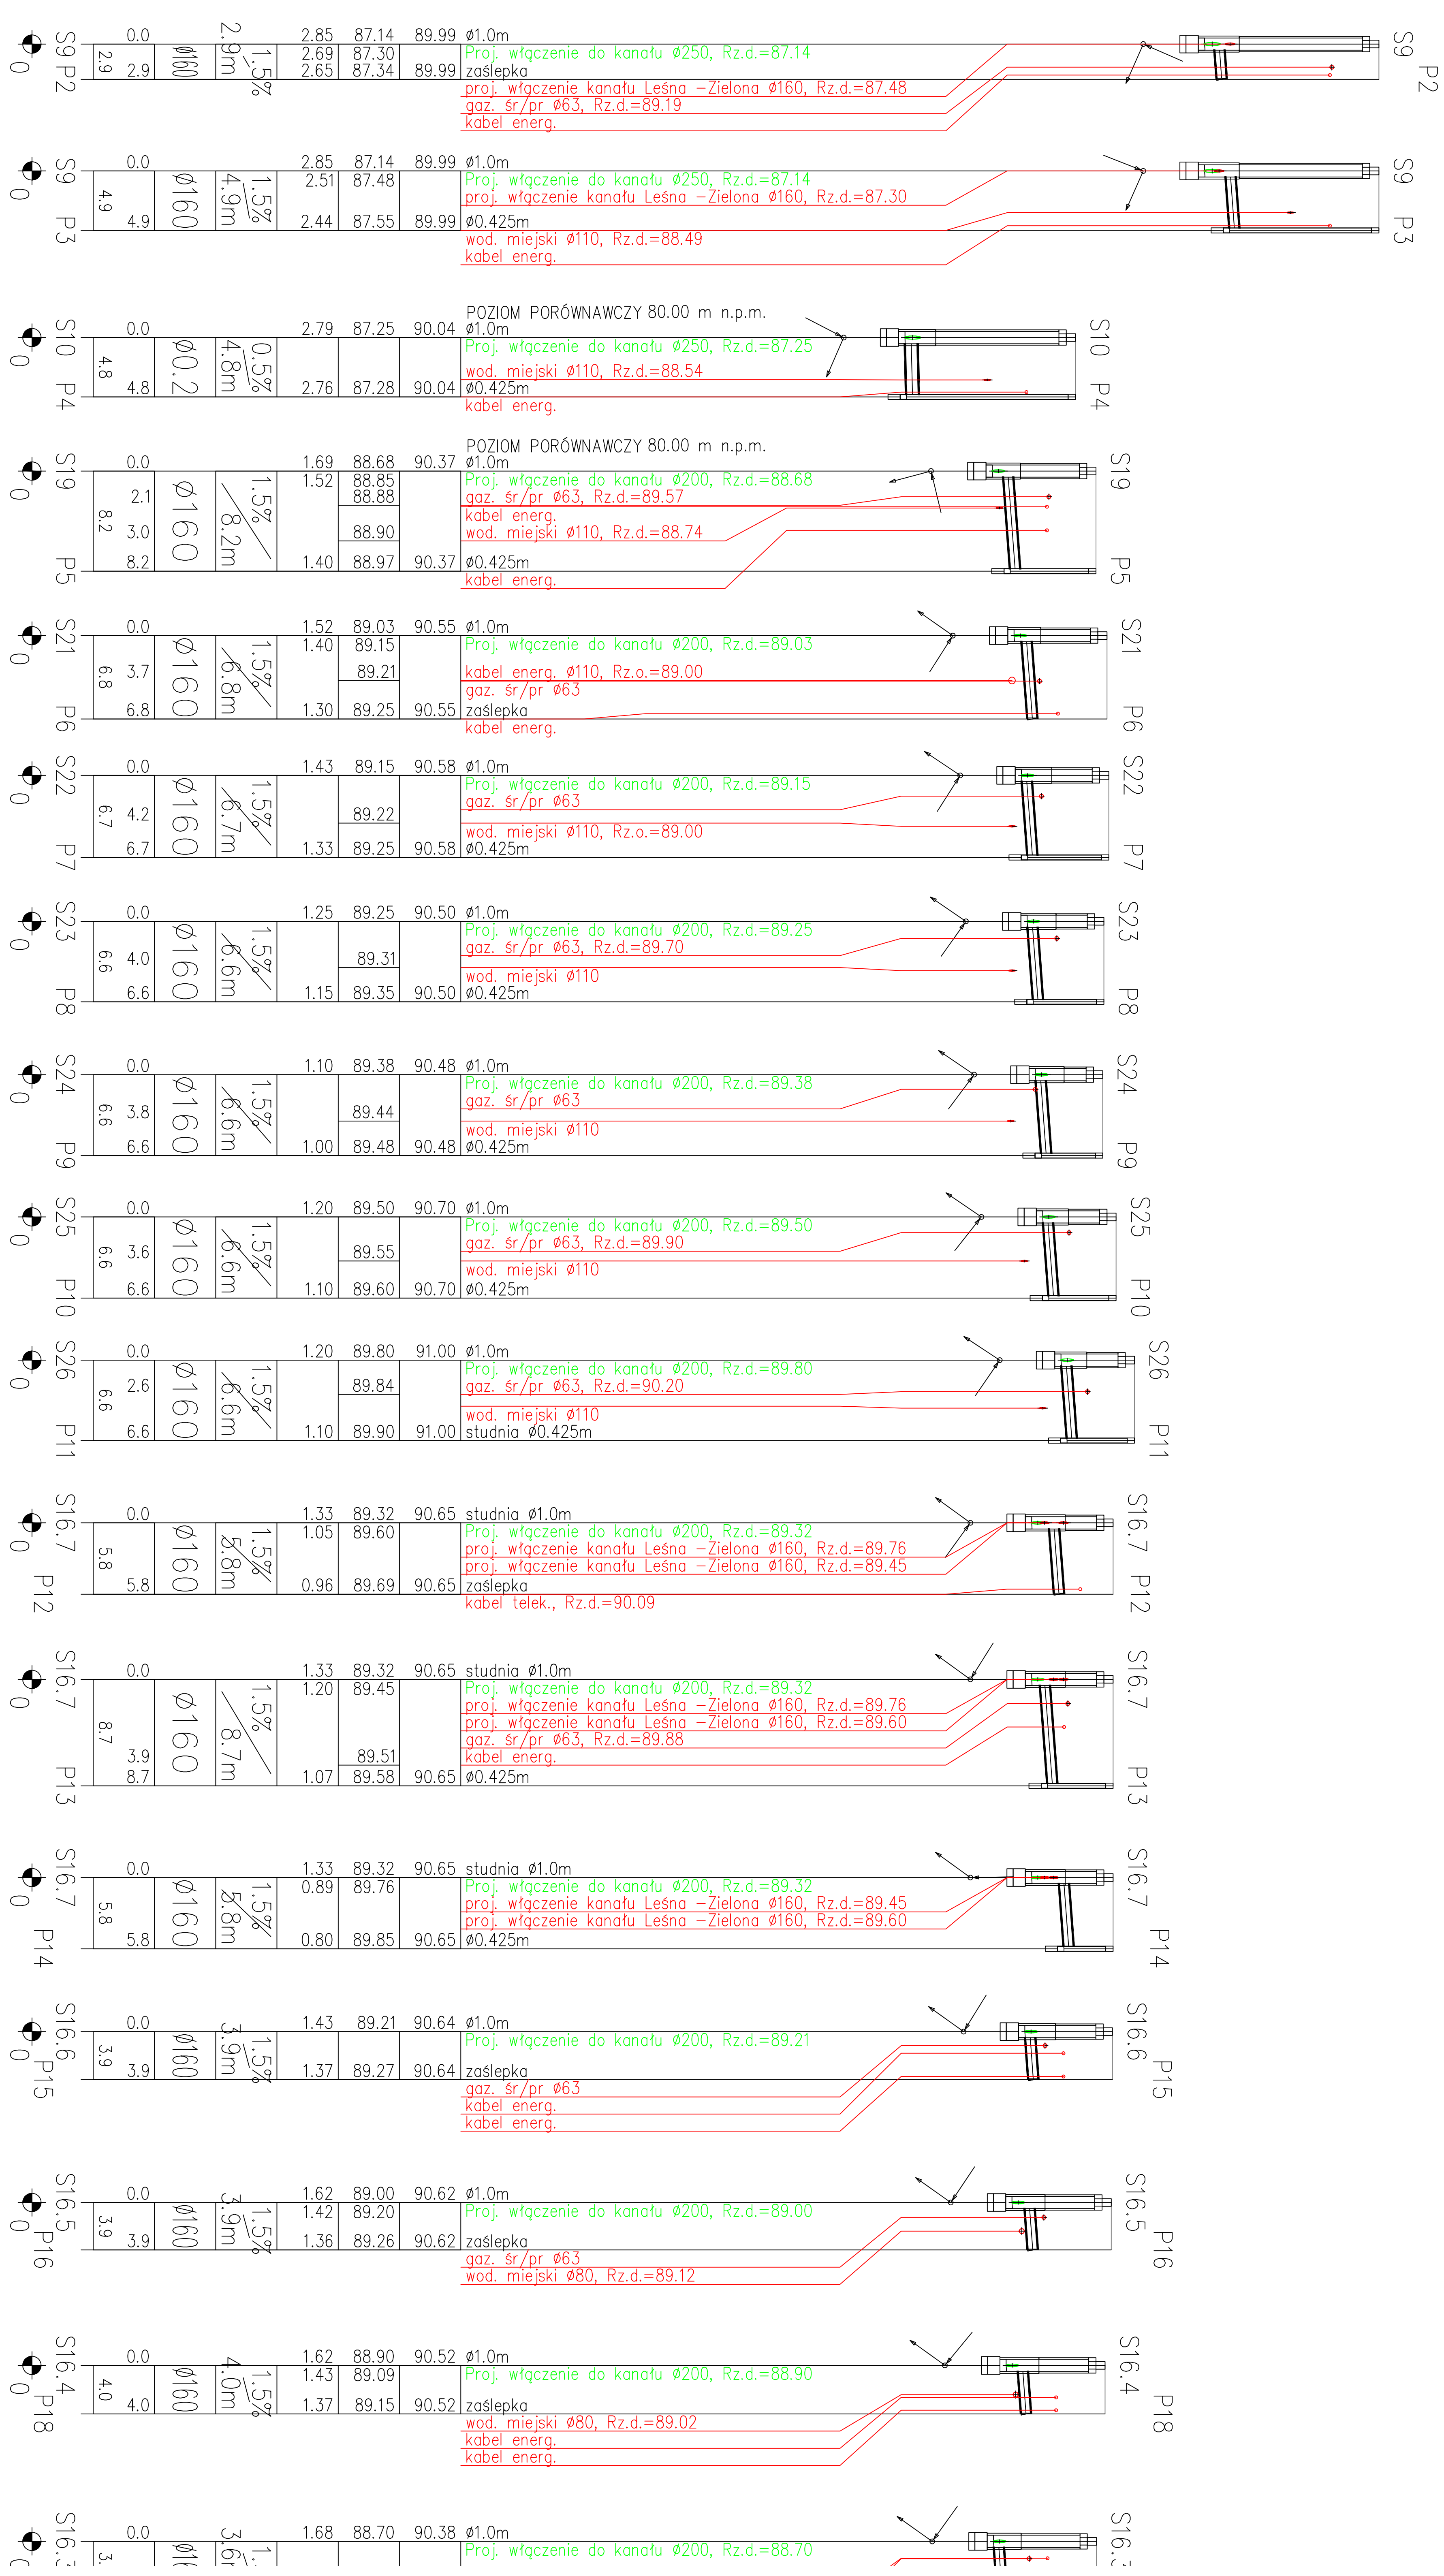 S9 0.0 2.85 87.14 89.99 ø1.0m S9
2.69 87.30 Proj. włączenie do kanału ø250, Rz.d.=87.14
2.9 ø160 2.9m 1.5%
P2 2.9 2.65 87.34 89.99 zaślepka P2
proj. włączenie kanału Leśna –Zielona ø160, Rz.d.=87.48
gaz. śr/pr ø63, Rz.d.=89.19
kabel energ.
0
S9 0.0 2.85 87.14 89.99 ø1.0m S9
2.51 87.48 Proj. włączenie do kanału ø250, Rz.d.=87.14
proj. włączenie kanału Leśna –Zielona ø160, Rz.d.=87.30
4.9 ø160 4.9m 1.5%
P3 4.9 2.44 87.55 89.99 ø0.425m P3
wod. miejski ø110, Rz.d.=88.49
kabel energ.
0
POZIOM PORÓWNAWCZY 80.00 m n.p.m.
S10 0.0 2.79 87.25 90.04 ø1.0m S10
Proj. włączenie do kanału ø250, Rz.d.=87.25
4.8 ø0.2 4.8m 0.5%
wod. miejski ø110, Rz.d.=88.54
P4 4.8 2.76 87.28 90.04 ø0.425m P4
kabel energ.
0
POZIOM PORÓWNAWCZY 80.00 m n.p.m.
S19 0.0 1.69 88.68 90.37 ø1.0m S19
1.52 88.85 Proj. włączenie do kanału ø200, Rz.d.=88.68
2.1 88.88 gaz. śr/pr ø63, Rz.d.=89.57
kabel energ.
8.2 ø160 8.2m 1.5%
3.0 88.90 wod. miejski ø110, Rz.d.=88.74
P5 8.2 1.40 88.97 90.37 ø0.425m P5
kabel energ.
0
S21 0.0 1.52 89.03 90.55 ø1.0m S21
1.40 89.15 Proj. włączenie do kanału ø200, Rz.d.=89.03
6.8 ø160 6.8m 1.5%
3.7 89.21 kabel energ. ø110, Rz.o.=89.00
gaz. śr/pr ø63
P6 6.8 1.30 89.25 90.55 zaślepka P6
kabel energ.
0
S22 0.0 1.43 89.15 90.58 ø1.0m S22
Proj. włączenie do kanału ø200, Rz.d.=89.15
gaz. śr/pr ø63
6.7 ø160 6.7m 1.5%
4.2 89.22
wod. miejski ø110, Rz.o.=89.00
P7 6.7 1.33 89.25 90.58 ø0.425m P7
0
S23 0.0 1.25 89.25 90.50 ø1.0m S23
Proj. włączenie do kanału ø200, Rz.d.=89.25
gaz. śr/pr ø63, Rz.d.=89.70
6.6 ø160 6.6m 1.5%
4.0 89.31
wod. miejski ø110
P8 6.6 1.15 89.35 90.50 ø0.425m P8
0
S24 0.0 1.10 89.38 90.48 ø1.0m S24
Proj. włączenie do kanału ø200, Rz.d.=89.38
gaz. śr/pr ø63
6.6 ø160 6.6m 1.5%
3.8 89.44
wod. miejski ø110
P9 6.6 1.00 89.48 90.48 ø0.425m P9
0
S25 0.0 1.20 89.50 90.70 ø1.0m S25
Proj. włączenie do kanału ø200, Rz.d.=89.50
gaz. śr/pr ø63, Rz.d.=89.90
6.6 ø160 6.6m 1.5%
3.6 89.55
wod. miejski ø110
P10 6.6 1.10 89.60 90.70 ø0.425m P10
0
S26 0.0 1.20 89.80 91.00 ø1.0m S26
Proj. włączenie do kanału ø200, Rz.d.=89.80
2.6 89.84 gaz. śr/pr ø63, Rz.d.=90.20
6.6 ø160 6.6m 1.5%
wod. miejski ø110
P11 6.6 1.10 89.90 91.00 studnia ø0.425m P11
0
S16.7 0.0 1.33 89.32 90.65 studnia ø1.0m S16.7
1.05 89.60 Proj. włączenie do kanału ø200, Rz.d.=89.32
proj. włączenie kanału Leśna –Zielona ø160, Rz.d.=89.76
proj. włączenie kanału Leśna –Zielona ø160, Rz.d.=89.45
5.8 ø160 5.8m 1.5%
P12 5.8 0.96 89.69 90.65 zaślepka P12
kabel telek., Rz.d.=90.09
0
S16.7 0.0 1.33 89.32 90.65 studnia ø1.0m S16.7
1.20 89.45 Proj. włączenie do kanału ø200, Rz.d.=89.32
proj. włączenie kanału Leśna –Zielona ø160, Rz.d.=89.76
proj. włączenie kanału Leśna –Zielona ø160, Rz.d.=89.60
8.7 ø160 8.7m 1.5%
gaz. śr/pr ø63, Rz.d.=89.88
3.9 89.51 kabel energ.
P13 8.7 1.07 89.58 90.65 ø0.425m P13
0
S16.7 0.0 1.33 89.32 90.65 studnia ø1.0m S16.7
0.89 89.76 Proj. włączenie do kanału ø200, Rz.d.=89.32
proj. włączenie kanału Leśna –Zielona ø160, Rz.d.=89.45
proj. włączenie kanału Leśna –Zielona ø160, Rz.d.=89.60
5.8 ø160 5.8m 1.5%
P14 5.8 0.80 89.85 90.65 ø0.425m P14
0
S16.6 0.0 1.43 89.21 90.64 ø1.0m S16.6
Proj. włączenie do kanału ø200, Rz.d.=89.21
3.9 ø160 3.9m 1.5%
P15 3.9 1.37 89.27 90.64 zaślepka P15
gaz. śr/pr ø63
kabel energ.
kabel energ.
0
S16.5 0.0 1.62 89.00 90.62 ø1.0m S16.5
1.42 89.20 Proj. włączenie do kanału ø200, Rz.d.=89.00
3.9 ø160 3.9m 1.5%
P16 3.9 1.36 89.26 90.62 zaślepka P16
gaz. śr/pr ø63
wod. miejski ø80, Rz.d.=89.12
0
S16.4 0.0 1.62 88.90 90.52 ø1.0m S16.4
1.43 89.09 Proj. włączenie do kanału ø200, Rz.d.=88.90
4.0 ø160 4.0m 1.5%
P18 4.0 1.37 89.15 90.52 zaślepka P18
wod. miejski ø80, Rz.d.=89.02
kabel energ.
kabel energ.
0
0.0 1.68 88.70 90.38 ø1.0m
Proj. włączenie do kanału ø200, Rz.d.=88.70